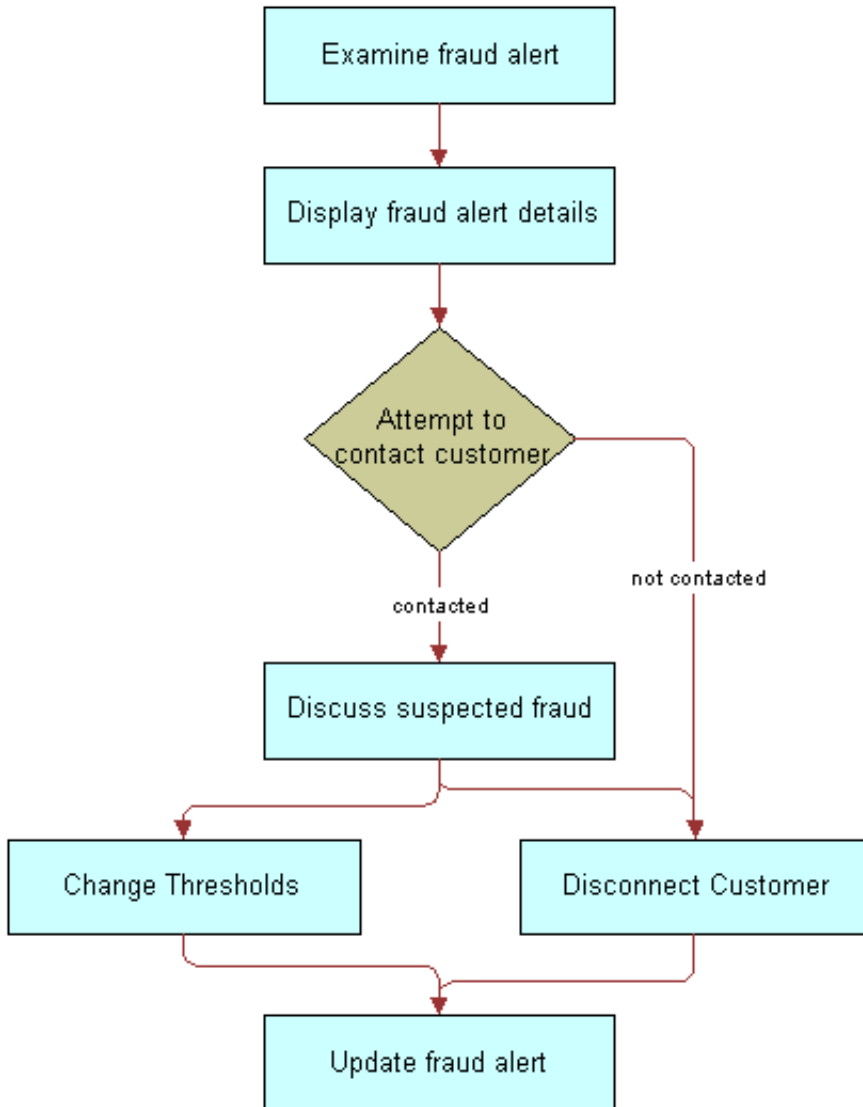 Examine fraud alert
Display fraud alert details
Attempt to
contact customer
not contacted
contacted
Discuss suspected fraud
Change Thresholds
Disconnect Customer
Update fraud alert